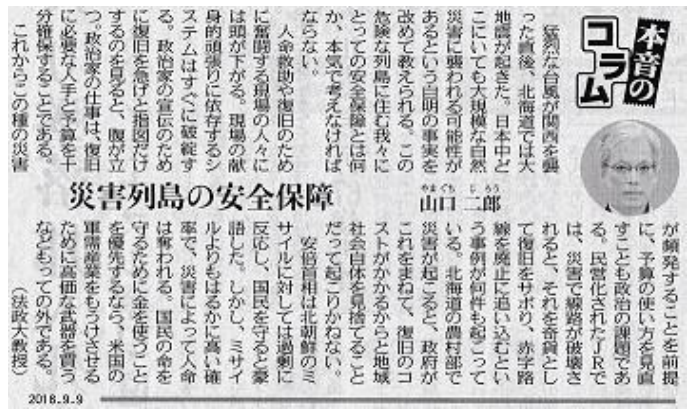 本音の
コラム
災害列島の安全保障
やまぐち じろう
山口 二郎
猛烈な台風が関西を襲
った直後、北海道では大
地震が起きた。日本中ど
こにいても大規模な自然
災害に襲われる可能性が
あるという自明の事実を
改めて教えられる。この
危険な列島に住む我々に
とっての安全保障とは何
か、本気で考えなければ
ならない。
人命救助や復旧のため
に奮闘する現場の人々に
は頭が下がる。現場の献
身的頑張りに依存するシ
ステムはすぐに破綻す
る。政治家の宣伝のため
に復旧を急げと指図だけ
するのを見ると、腹が立
つ。政治家の仕事は、復旧
に必要な人手と予算を十
分確保することである。
これからこの種の災害
が頻発することを前提
に、予算の使い方を見直
すことも政治の課題であ
る。民営化されたJRで
は、災害で線路が破壊さ
れると、それを奇貨とし
て復旧をサボり、赤字路
線を廃止に追い込むとい
う事例が何件も起こって
いる。北海道の農村部で
災害が起こると、政府が
これをまねて、復旧のコ
ストがかかるからと地域
社会自体を見捨てること
だって起こりかねない。
安倍首相は北朝鮮のミ
サイルに対しては過剰に
反応し、国民を守ると豪
語した。しかし、ミサイ
ルよりもはるかに高い確
率で、災害によって人命
は奪われる。国民の命を
守るために金を使うこと
を優先するなら、米国の
軍需産業をもうけさせる
ために高価な武器を買う
などもっての外である。
（法政大教授）
2018.9.9